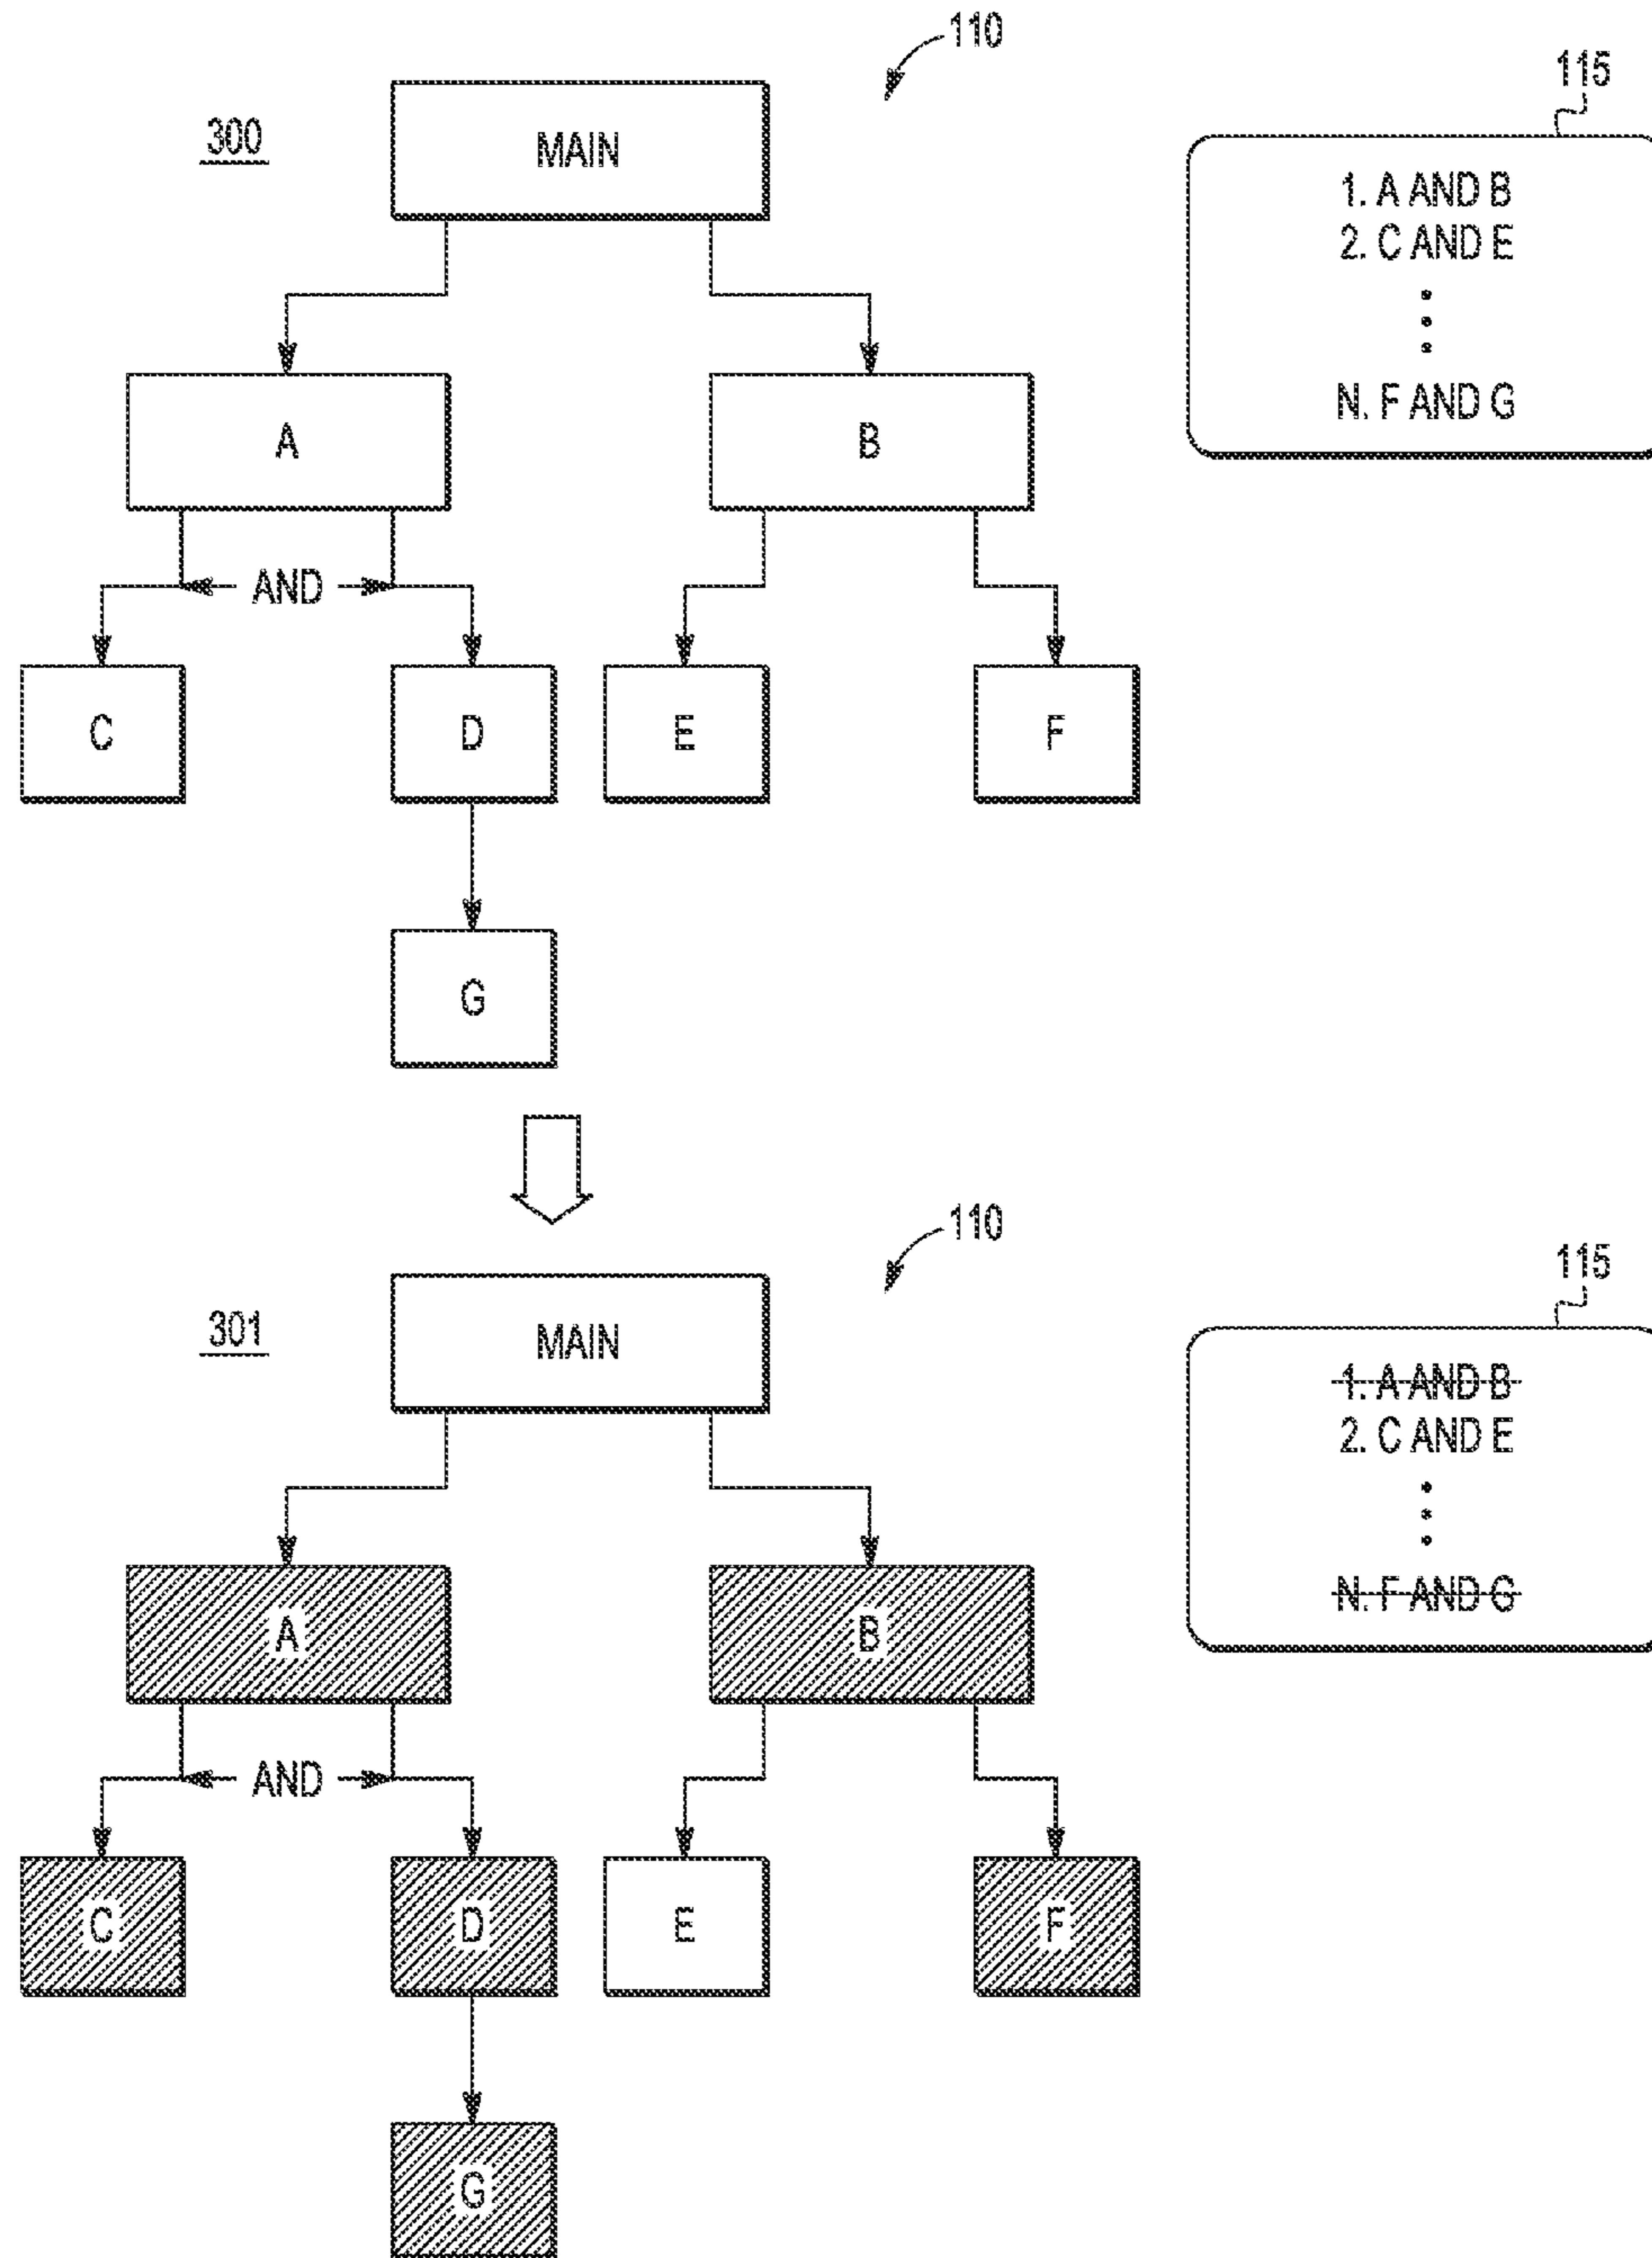 110
115
300
MAIN
1. A AND B
2. C AND E
N. F AND G
A
B
AND
C
D
E
F
G
110
115
301
MAIN
1. A AND B
2. C AND E
N. F AND G
A
B
AND
C
D
E
F
G